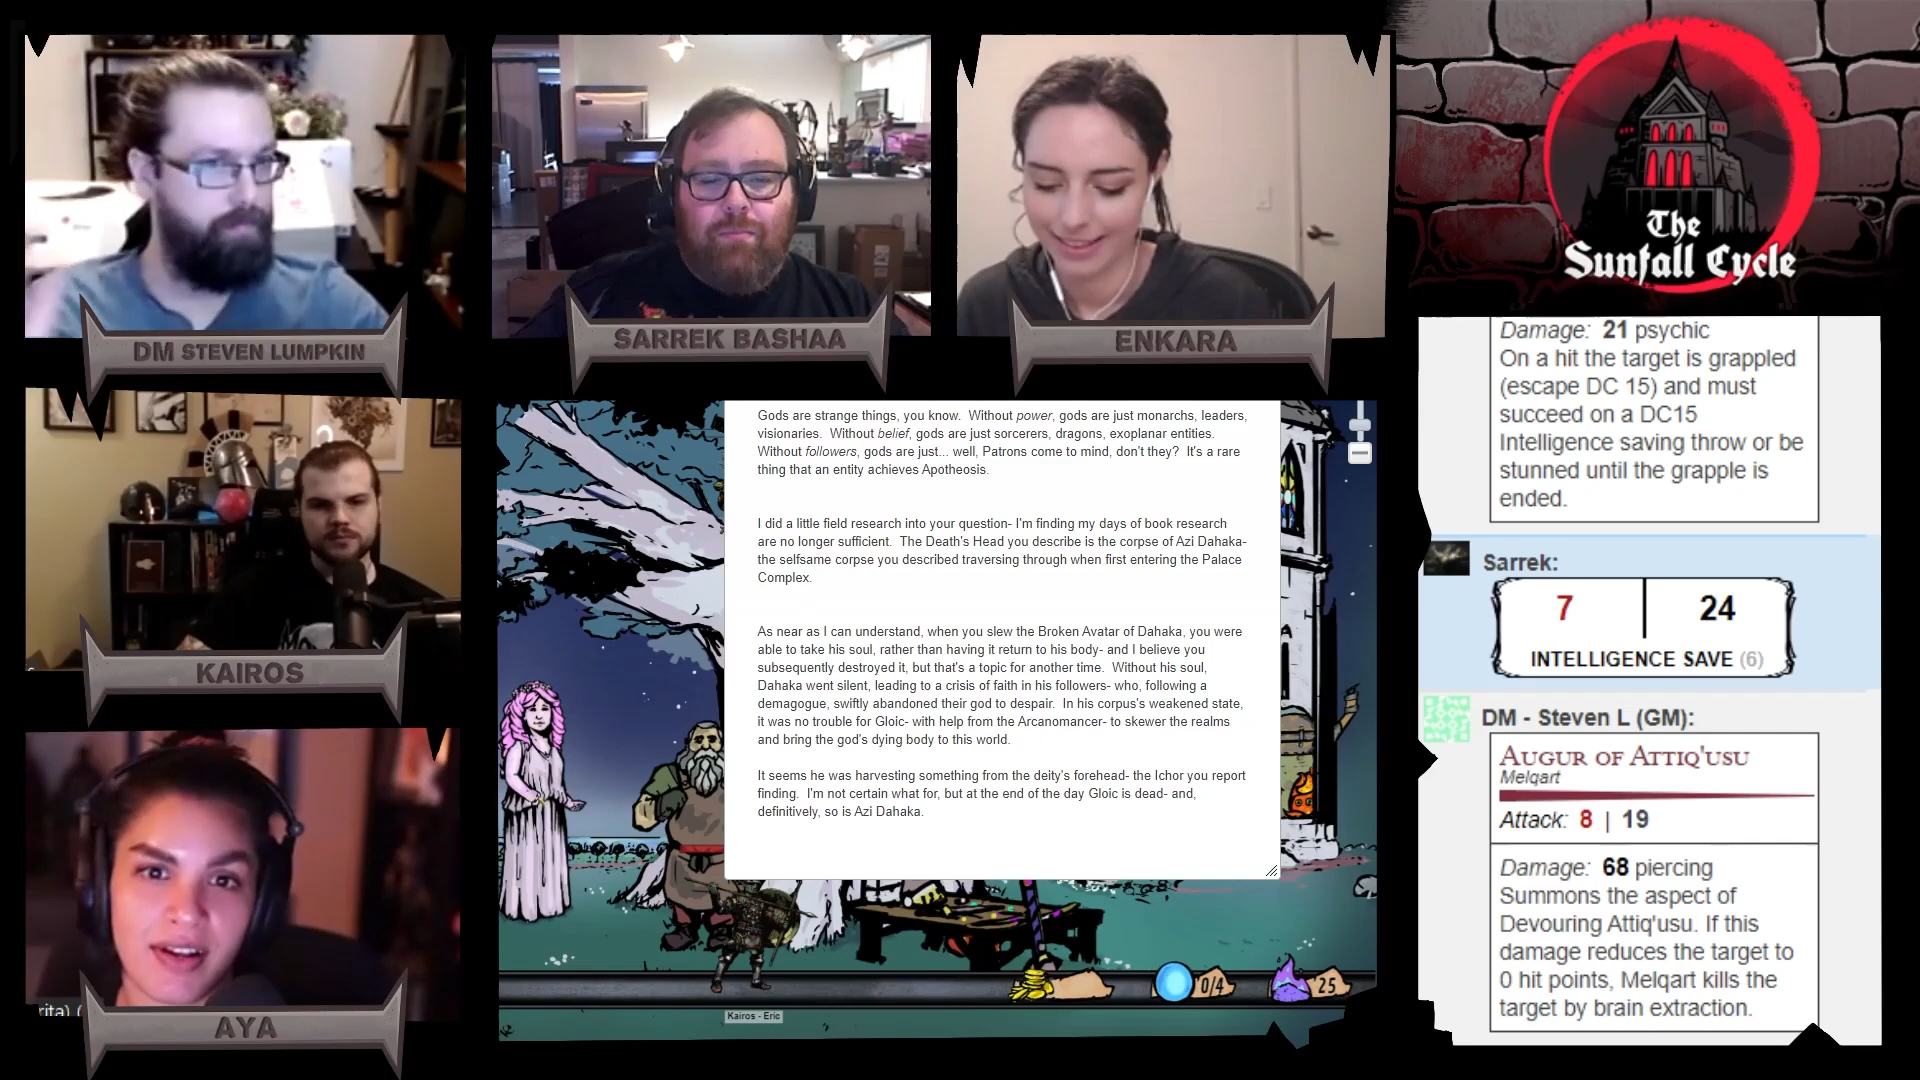 DM STEVEN LUMPKIN
SARREK BASHAA
ENKARA
The
Sunfall Cycle
KAIROS
AYA
rita) (
Gods are strange things, you know.  Without power, gods are just monarchs, leaders,
visionaries.  Without belief, gods are just sorcerers, dragons, exoplanar entities.
Without followers, gods are just... well, Patrons come to mind, don't they?  It's a rare
thing that an entity achieves Apotheosis.
I did a little field research into your question- I'm finding my days of book research
are no longer sufficient.  The Death's Head you describe is the corpse of Azi Dahaka-
the selfsame corpse you described traversing through when first entering the Palace
Complex.
As near as I can understand, when you slew the Broken Avatar of Dahaka, you were
able to take his soul, rather than having it return to his body- and I believe you
subsequently destroyed it, but that's a topic for another time.  Without his soul,
Dahaka went silent, leading to a crisis of faith in his followers- who, following a
demagogue, swiftly abandoned their god to despair.  In his corpus's weakened state,
it was no trouble for Gloic- with help from the Arcanomancer- to skewer the realms
and bring the god's dying body to this world.
It seems he was harvesting something from the deity's forehead- the Ichor you report
finding.  I'm not certain what for, but at the end of the day Gloic is dead- and,
definitively, so is Azi Dahaka.
0/4
25
Kairos - Eric
Damage: 21 psychic
On a hit the target is grappled
(escape DC 15) and must
succeed on a DC15
Intelligence saving throw or be
stunned until the grapple is
ended.
Sarrek:
7 24
INTELLIGENCE SAVE (6)
DM - Steven L (GM):
AUGUR OF ATTIQ'USU
Melqart
Attack: 8 | 19
Damage: 68 piercing
Summons the aspect of
Devouring Attiq'usu. If this
damage reduces the target to
0 hit points, Melqart kills the
target by brain extraction.